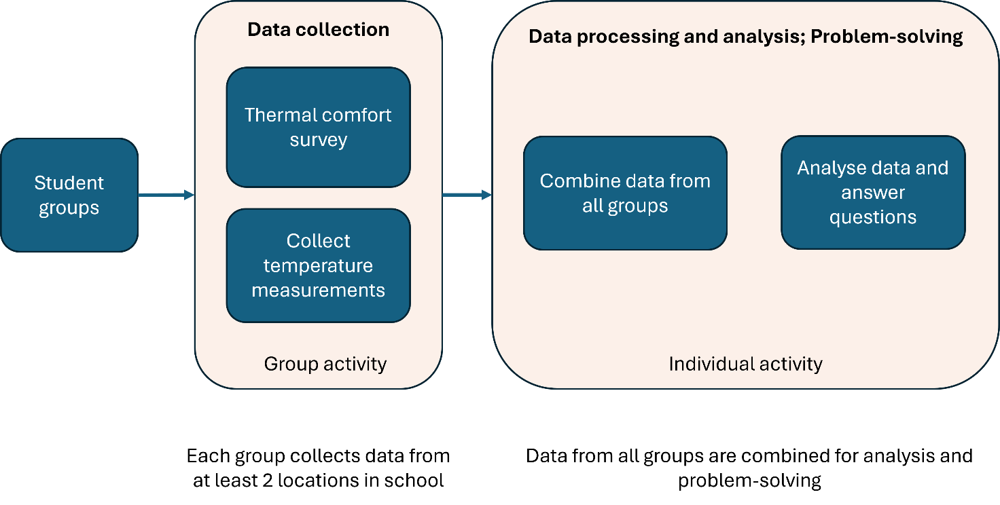 Student
groups
Data collection
Thermal comfort
survey
Collect
temperature
measurements
Group activity
Each group collects data from
at least 2 locations in school
Data processing and analysis; Problem-solving
Combine data from
all groups
Analyse data and
answer
questions
Individual activity
Data from all groups are combined for analysis and
problem-solving